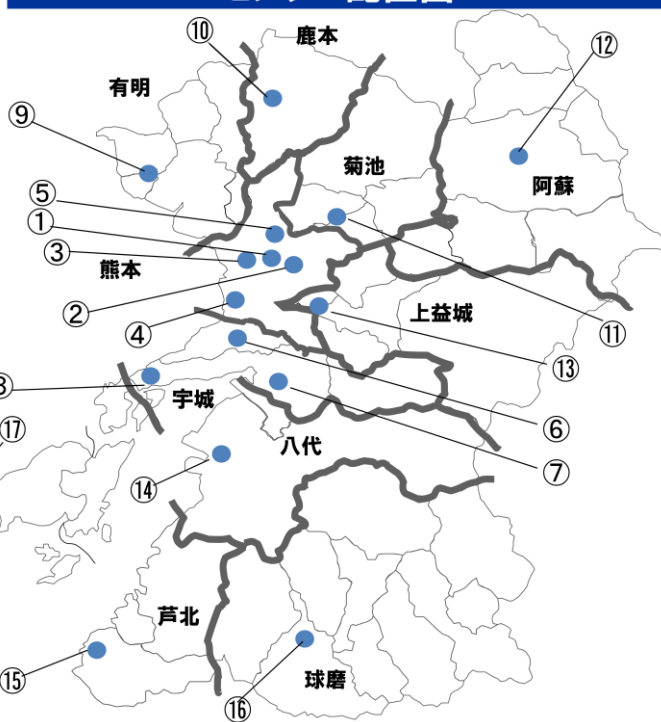 ⑩
鹿本
⑫
有明
⑨
菊池
阿蘇
⑤
①
③
熊本
②
④
上益城
⑪
⑬
宇城
⑥
⑰
八代
⑦
⑭
芦北
⑮
球磨
⑯